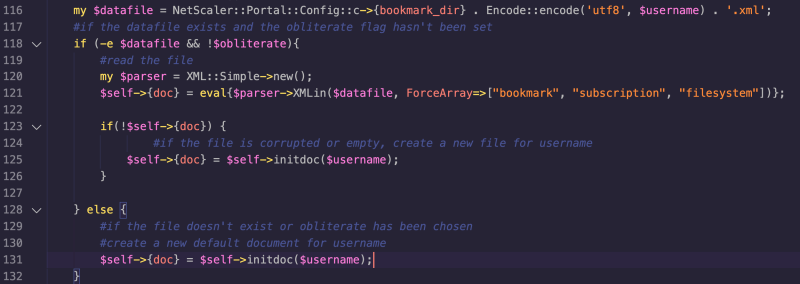 116 my $datafile = NetScaler::Portal::Config::c->{bookmark_dir} . Encode::encode('utf8', $username) . '.xml';
117 #if the datafile exists and the obliterate flag hasn't been set
118 if (-e $datafile && !$obliterate){
119 #read the file
120 my $parser = XML::Simple->new();
121 $self->{doc} = eval{$parser->XMLin($datafile, ForceArray=>["bookmark", "subscription", "filesystem"])};
122
123 if(!$self->{doc}) {
124 #if the file is corrupted or empty, create a new file for username
125 $self->{doc} = $self->initdoc($username);
126 }
127
128 } else {
129 #if the file doesn't exist or obliterate has been chosen
130 #create a new default document for username
131 $self->{doc} = $self->initdoc($username);
132 }